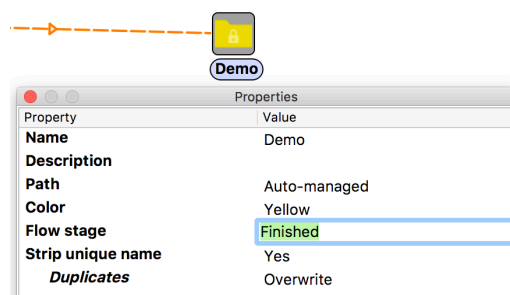 Demo
Properties
Property Value
Name Demo
Description
Path Auto-managed
Color Yellow
Flow stage Finished
Strip unique name Yes
Duplicates Overwrite